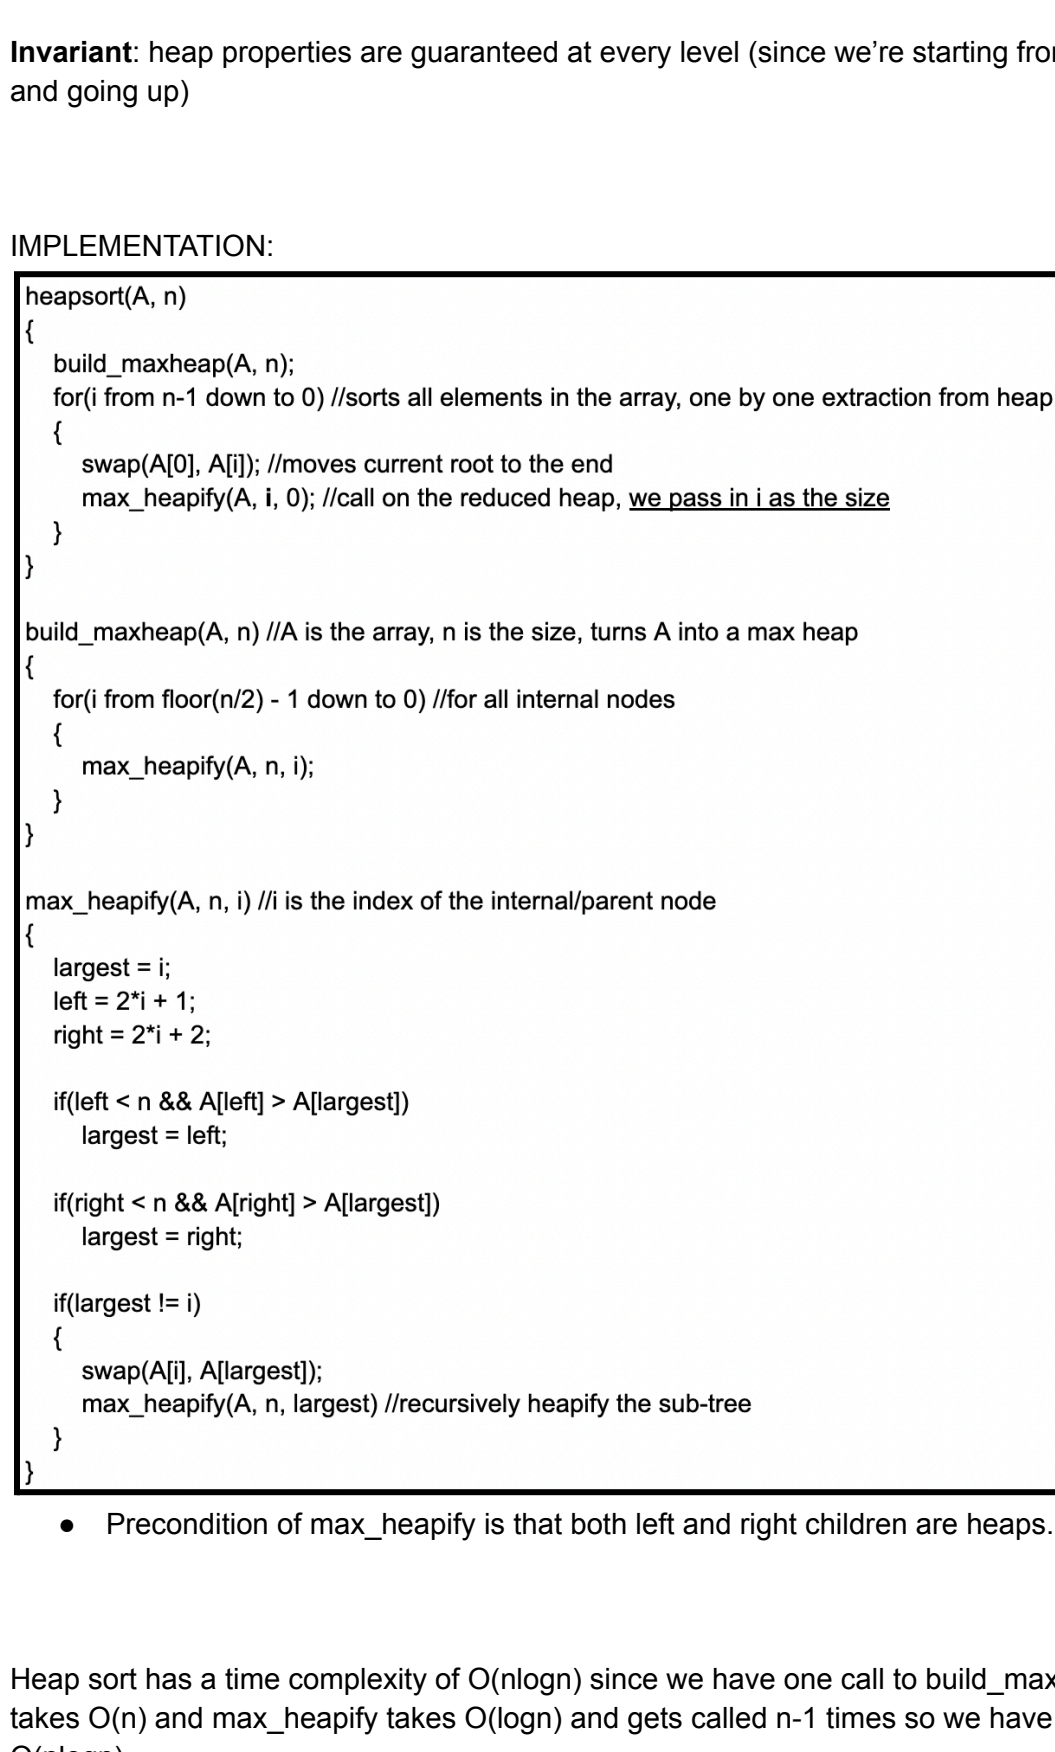 Invariant: heap properties are guaranteed at every level (since we're starting
and going up)
IMPLEMENTATION:
heapsort(A, n)
{
build_maxheap(A, n);
for(i from n-1 down to 0) //sorts all elements in the array, one by one extraction from heap
{
swap(A[0], A[i]); //moves current root to the end
max_heapify(A, i, 0); //call on the reduced heap, we pass in i as the size
}
}
build_maxheap(A, n) //A is the array, n is the size, turns A into a max heap
{
for(i from floor(n/2) - 1 down to 0) //for all internal nodes
{
max_heapify(A, n, i);
}
}
max_heapify(A, n, i) //i is the index of the internal/parent node
{
largest = i;
left = 2*i + 1;
right = 2*i + 2;
if(left < n && A[left] > A[largest])
largest = left;
if(right < n && A[right] > A[largest])
largest = right;
if(largest != i)
{
swap(A[i], A[largest]);
max_heapify(A, n, largest) //recursively heapify the sub-tree
}
}
● Precondition of max_heapify is that both left and right children are heaps.
Heap sort has a time complexity of O(nlogn) since we have one call to
takes O(n) and max_heapify takes O(logn) and gets called n-1 times so we have